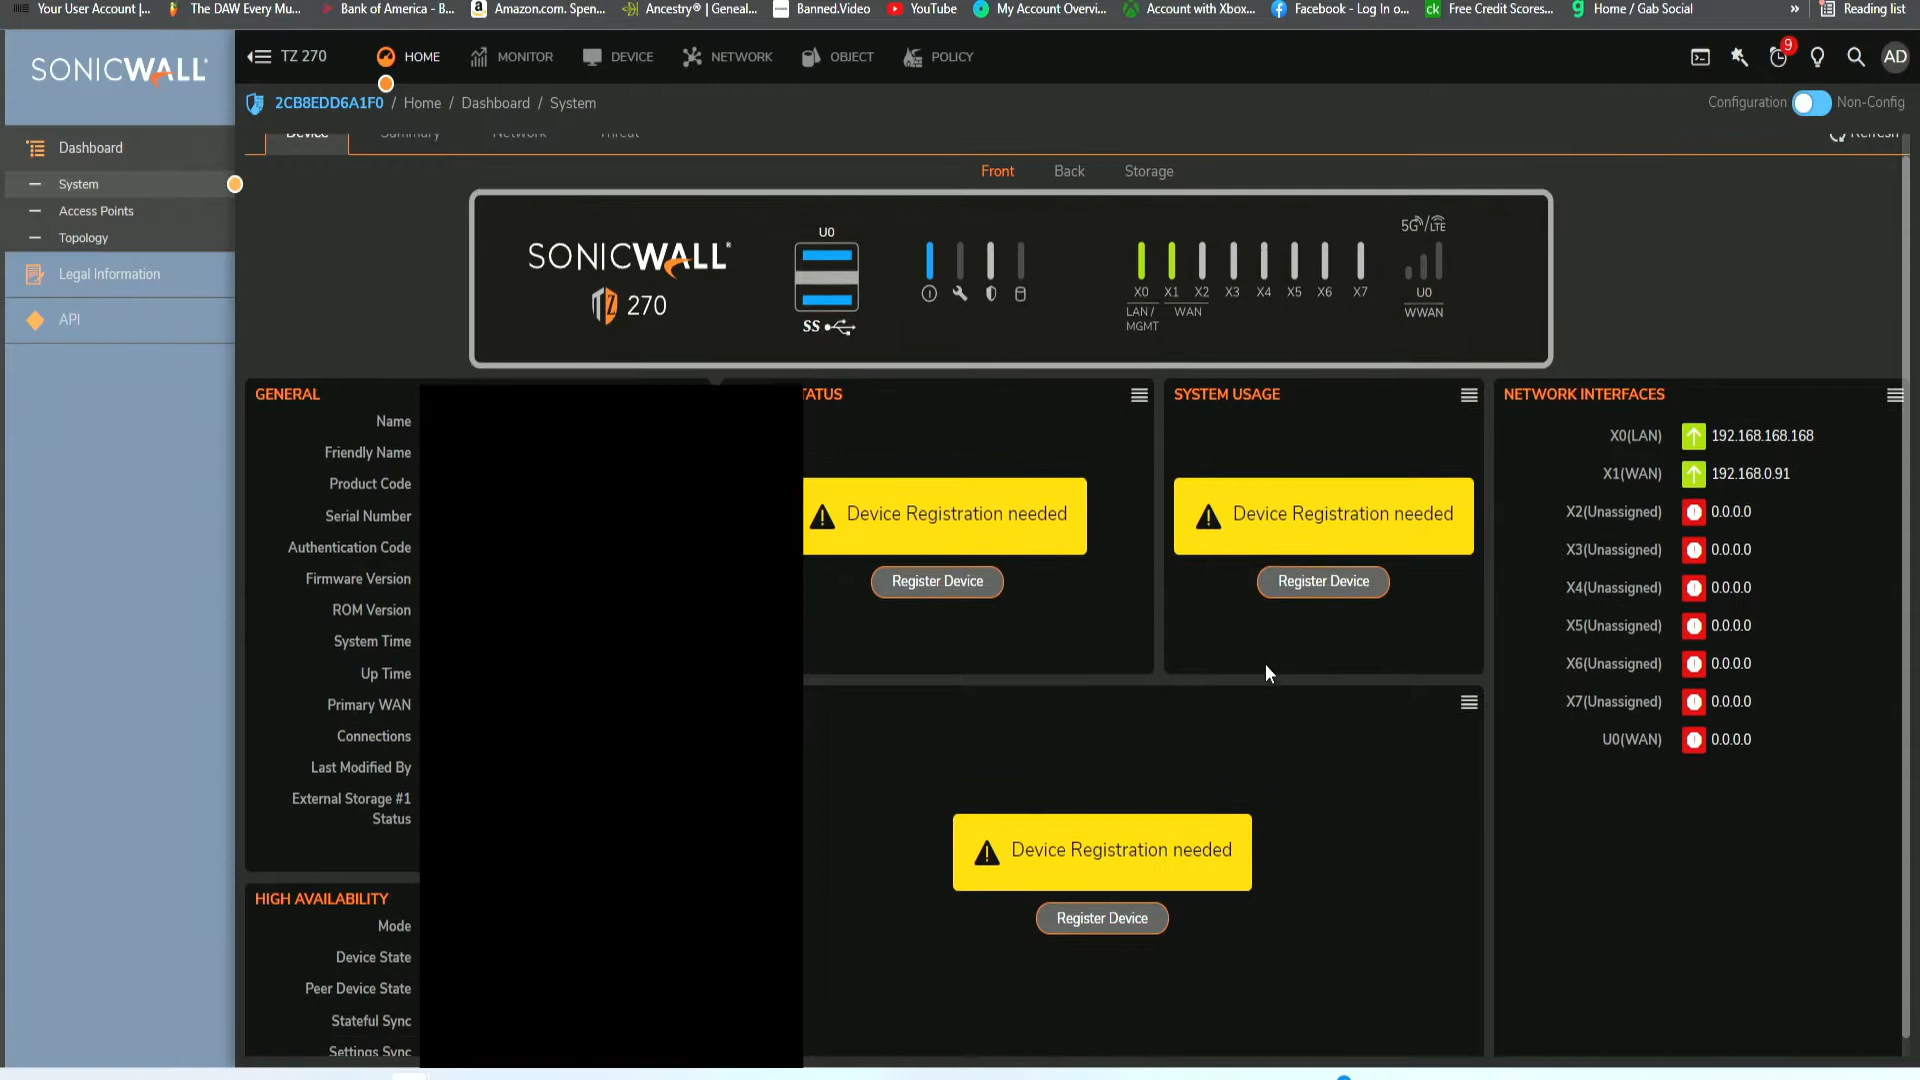 Your User Account |... The DAW Every Mu... Bank of America - B... Amazon.com. Spen... Ancestry® | Geneal... Banned.Video YouTube My Account Overvi... Account with Xbox... Facebook - Log In o... Free Credit Scores... Home / Gab Social » Reading list
SONICWALL
TZ 270 HOME MONITOR DEVICE NETWORK OBJECT POLICY 9 AD
2CB8EDD6A1F0 / Home / Dashboard / System Configuration Non-Config
Device Summary Network Threat Refresh
Dashboard
System
Access Points
Topology
Legal Information
API
Front Back Storage
SONICWALL
TZ 270
U0
SS
X0 X1 X2 X3 X4 X5 X6 X7
LAN / MGMT WAN
5G/LTE
U0
WWAN
GENERAL
Name
Friendly Name
Product Code
Serial Number
Authentication Code
Firmware Version
ROM Version
System Time
Up Time
Primary WAN
Connections
Last Modified By
External Storage #1
Status
HIGH AVAILABILITY
Mode
Device State
Peer Device State
Stateful Sync
Settings Sync
TATUS
Device Registration needed
Register Device
SYSTEM USAGE
Device Registration needed
Register Device
Device Registration needed
Register Device
NETWORK INTERFACES
X0(LAN) 192.168.168.168
X1(WAN) 192.168.0.91
X2(Unassigned) 0.0.0.0
X3(Unassigned) 0.0.0.0
X4(Unassigned) 0.0.0.0
X5(Unassigned) 0.0.0.0
X6(Unassigned) 0.0.0.0
X7(Unassigned) 0.0.0.0
U0(WAN) 0.0.0.0